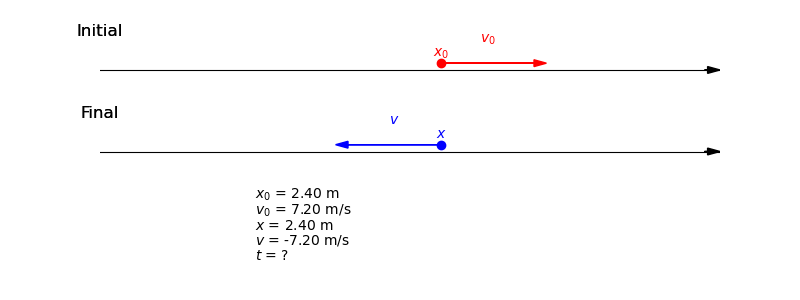 Initial
x₀ v₀
Final
x v
x₀ = 2.40 m
v₀ = 7.20 m/s
x = 2.40 m
v = -7.20 m/s
t = ?